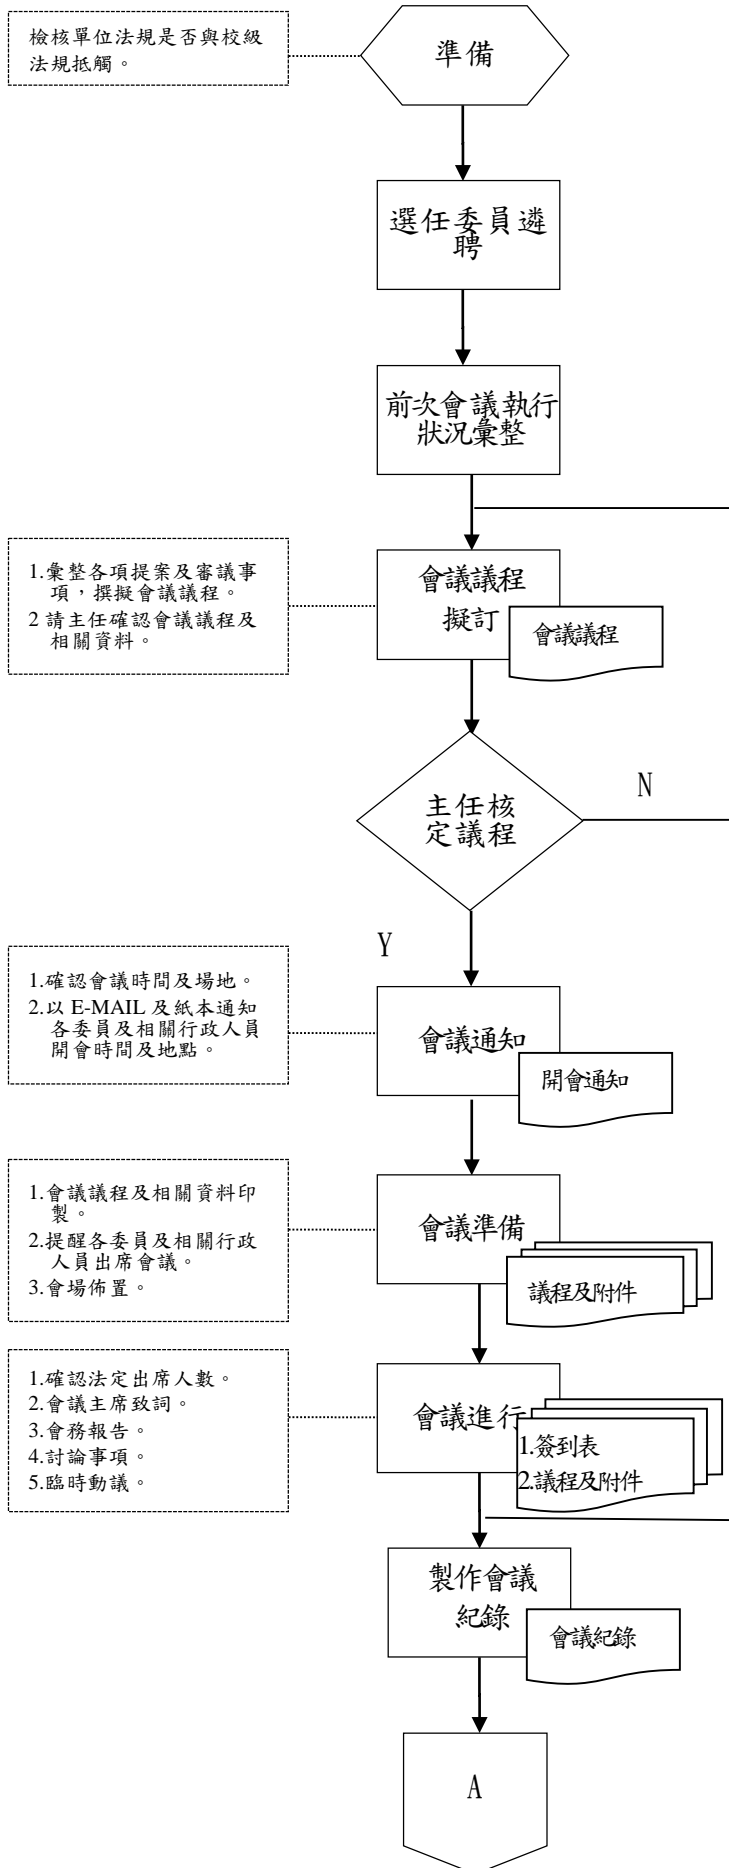 檢核單位法規是否與校級
法規抵觸。
準備
選任委員遴
聘
前次會議執行
狀況彙整
1.彙整各項提案及審議事
項，撰擬會議議程。
2 請主任確認會議議程及
相關資料。
會議議程
擬訂
會議議程
主任核
定議程
N
Y
1.確認會議時間及場地。
2.以 E-MAIL 及紙本通知
各委員及相關行政人員
開會時間及地點。
會議通知
開會通知
1.會議議程及相關資料印
製。
2.提醒各委員及相關行政
人員出席會議。
3.會場佈置。
會議準備
議程及附件
1.確認法定出席人數。
2.會議主席致詞。
3.會務報告。
4.討論事項。
5.臨時動議。
會議進行
1.簽到表
2.議程及附件
製作會議
紀錄
會議紀錄
A